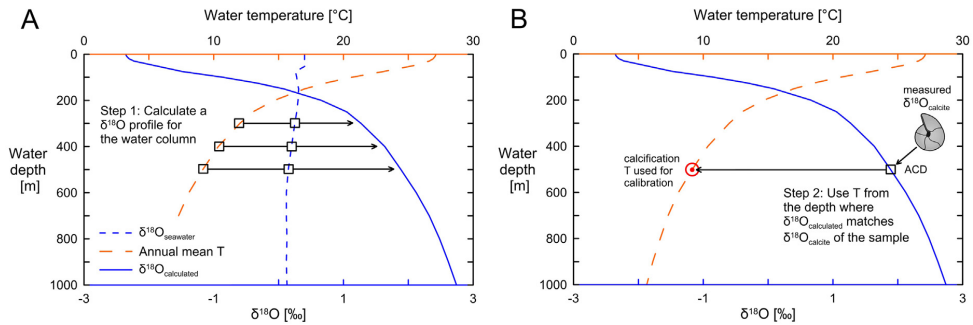 A
Water temperature [°C]
0
10
20
30
0
200
400
600
800
1000
Water
depth
[m]
Step 1: Calculate a
δ18O profile for
the water column
δ18Oseawater
Annual mean T
δ18Ocalculated
-3
-1
1
3
δ18O [‰]
B
Water temperature [°C]
0
10
20
30
0
200
400
600
800
1000
Water
depth
[m]
measured
δ18Ocalcite
calcification
T used for
calibration
ACD
Step 2: Use T from
the depth where
δ18Ocalculated matches
δ18Ocalcite of the sample
-3
-1
1
3
δ18O [‰]